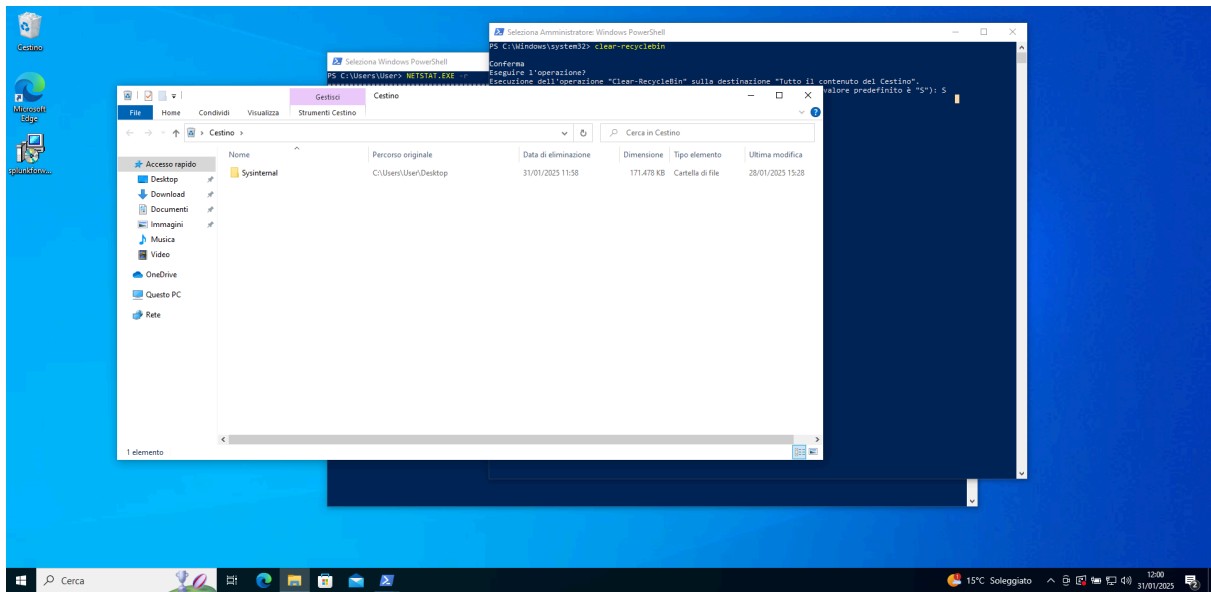 Cestino
Microsoft
Edge
splunkforw...
Seleziona Amministratore: Windows PowerShell
PS C:\Windows\system32> clear-recyclebin
Conferma
Eseguire l'operazione?
Esecuzione dell'operazione "Clear-RecycleBin" sulla destinazione "Tutto il contenuto del Cestino".
valore predefinito è "S"): S
Seleziona Windows PowerShell
PS C:\Users\User> NETSTAT.EXE -r
Gestisci
Cestino
File Home Condividi Visualizza Strumenti Cestino
Cestino
Cerca in Cestino
Nome Percorso originale Data di eliminazione Dimensione Tipo elemento Ultima modifica
Sysinternal C:\Users\User\Desktop 31/01/2025 11:58 171.478 KB Cartella di file 28/01/2025 15:28
Accesso rapido
Desktop
Download
Documenti
Immagini
Musica
Video
OneDrive
Questo PC
Rete
1 elemento
Cerca
15°C Soleggiato
12:00
31/01/2025
2